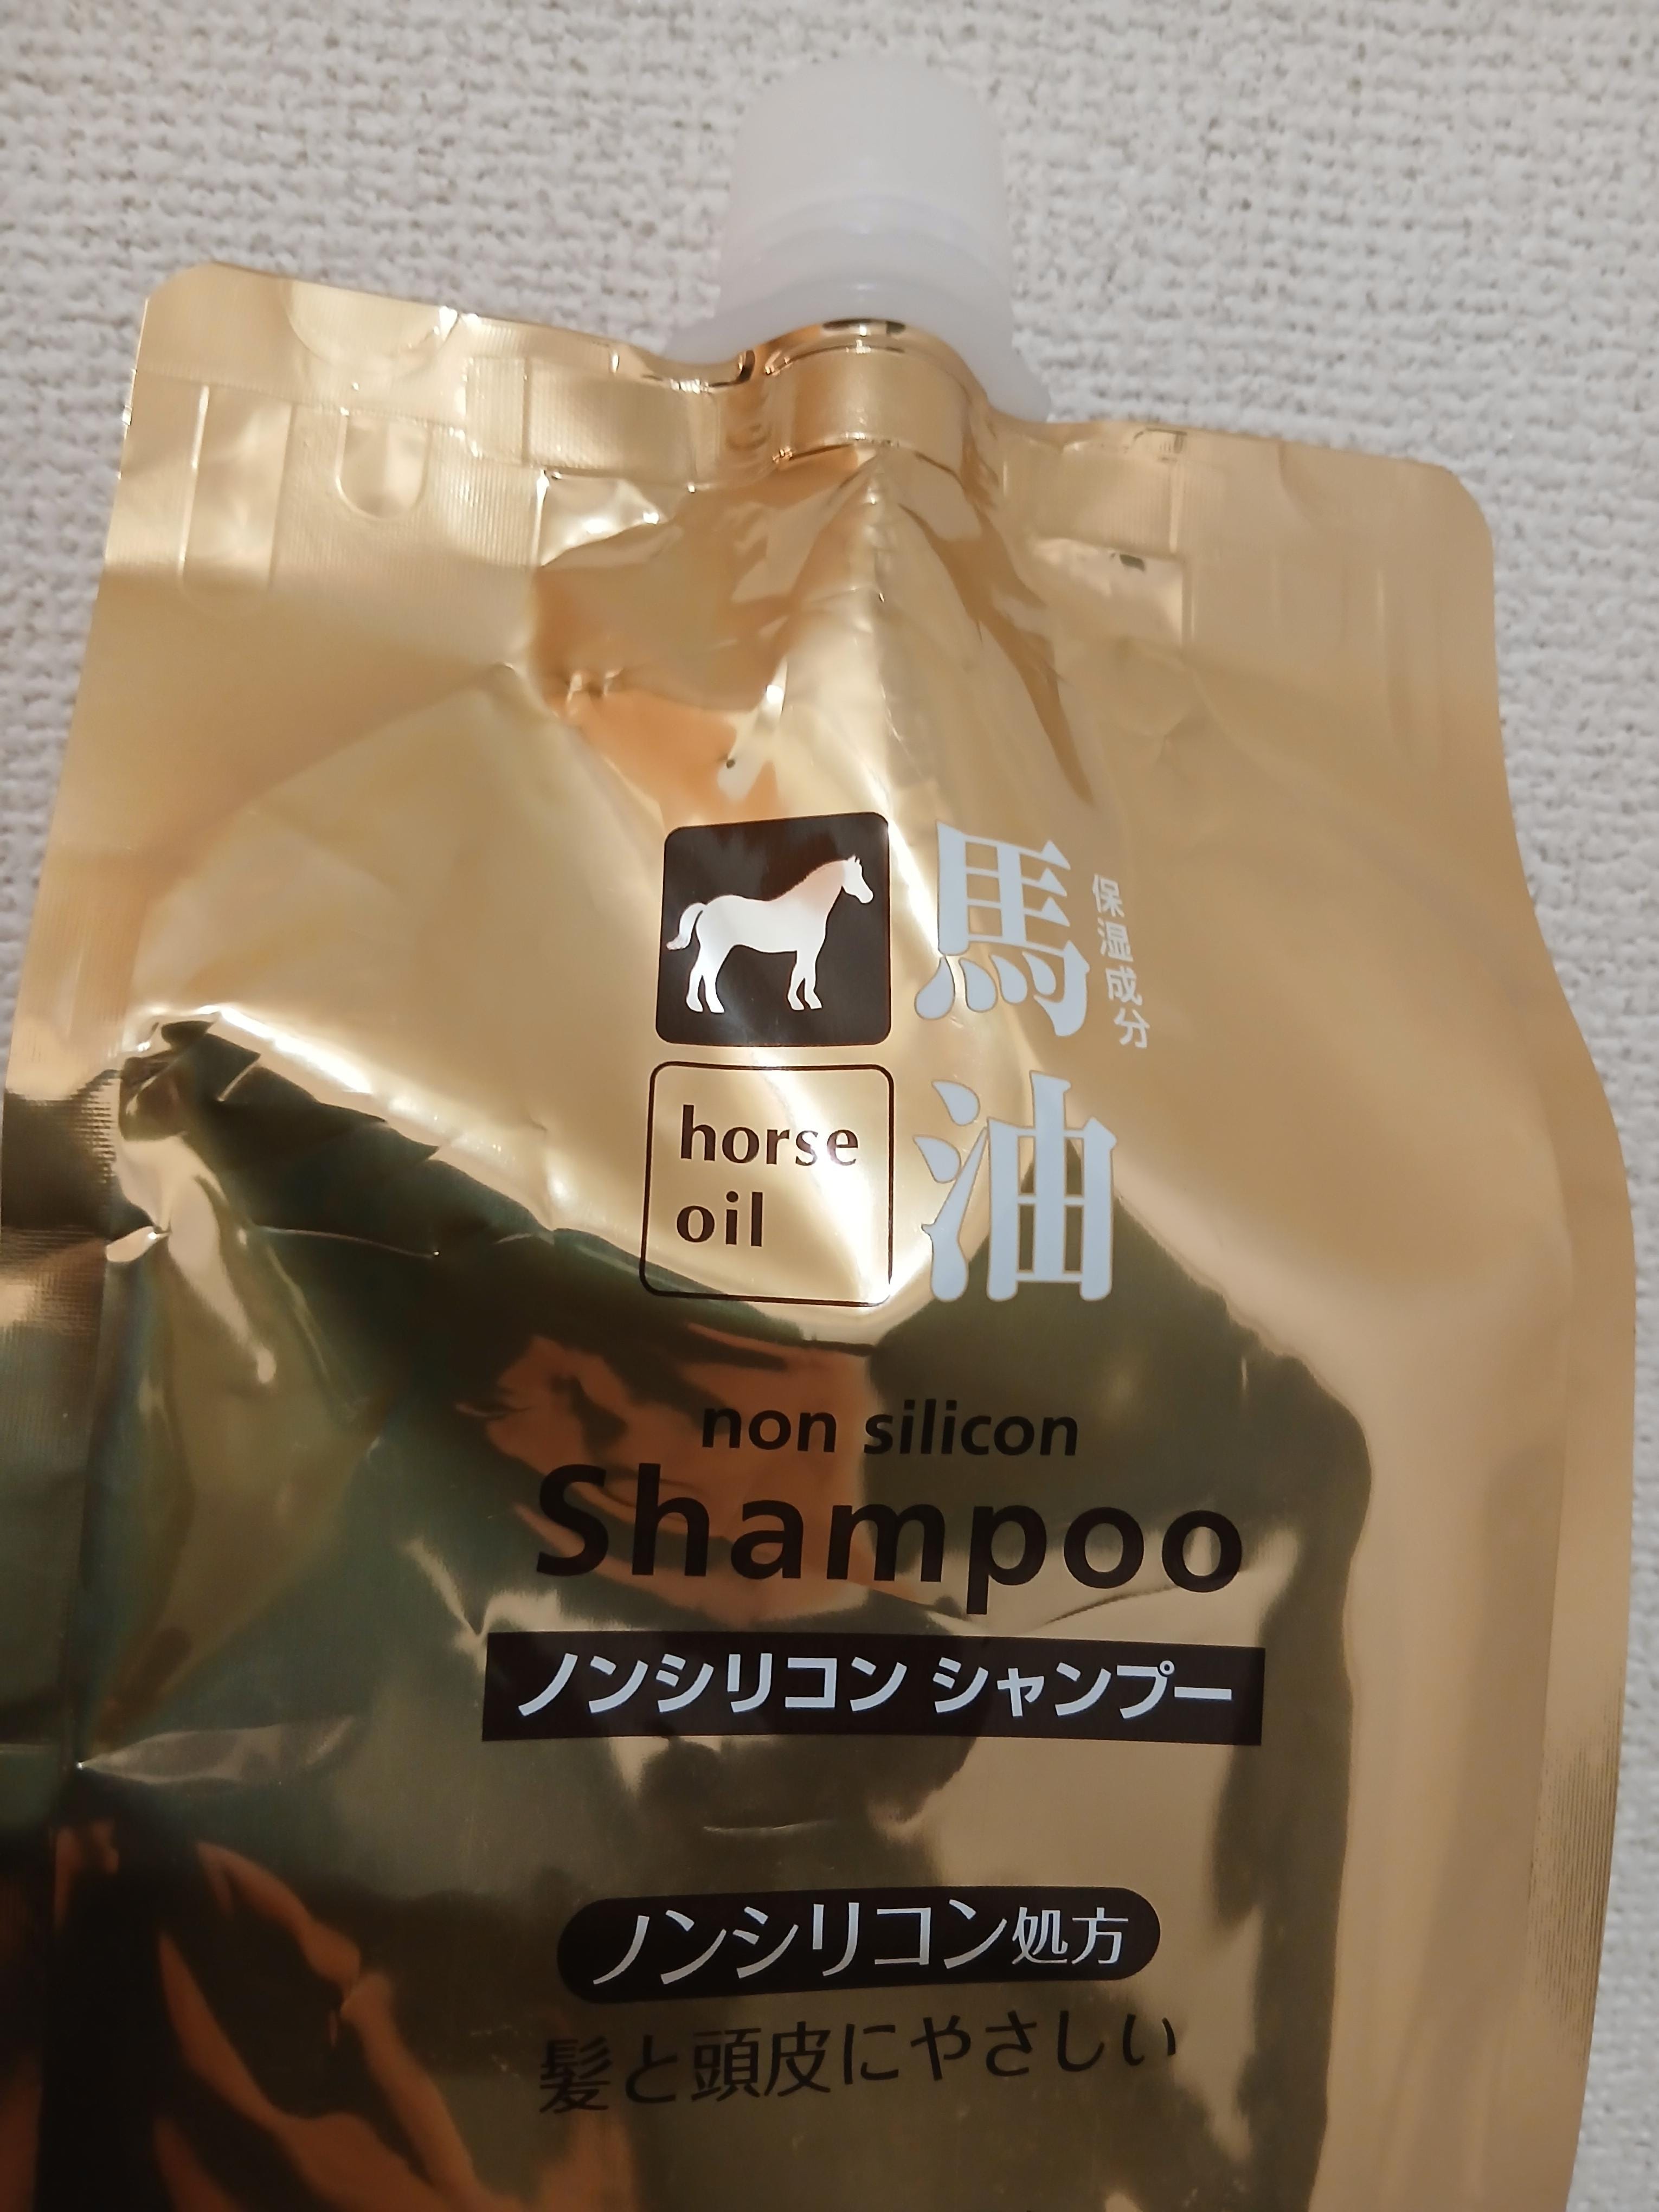 保湿成分
馬油
horse
oil
non silicon
Shampoo
ノンシリコン シャンプー
ノンシリコン処方
髪と頭皮にやさしい